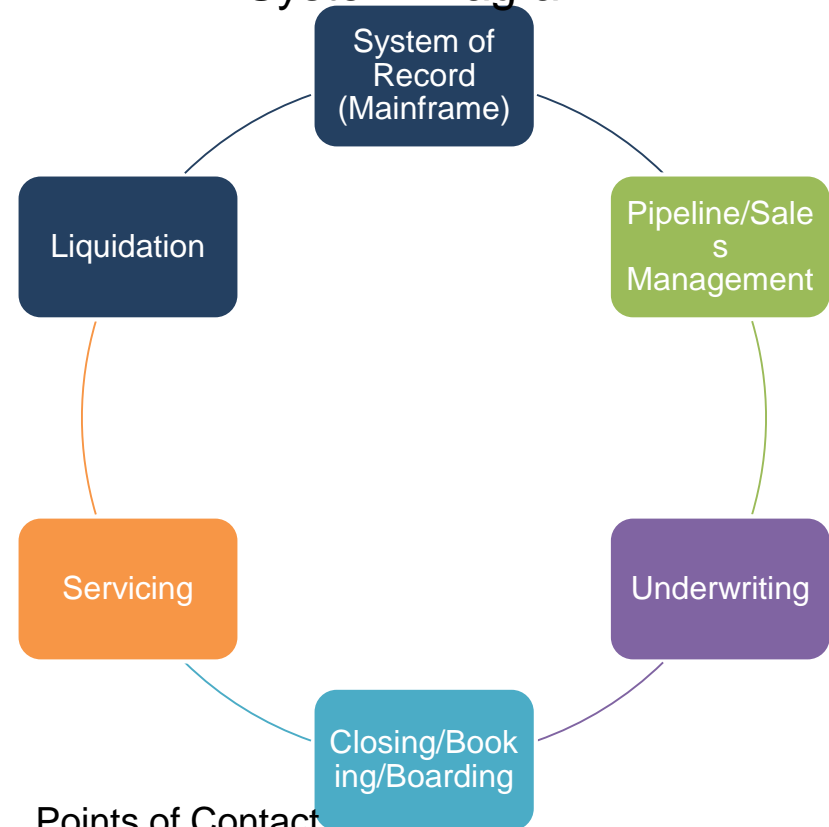 System of
Record
(Mainframe)
Pipeline/Sale
s
Management
Liquidation
Underwriting
Servicing
Closing/Book
ing/Boarding
Points of Contact